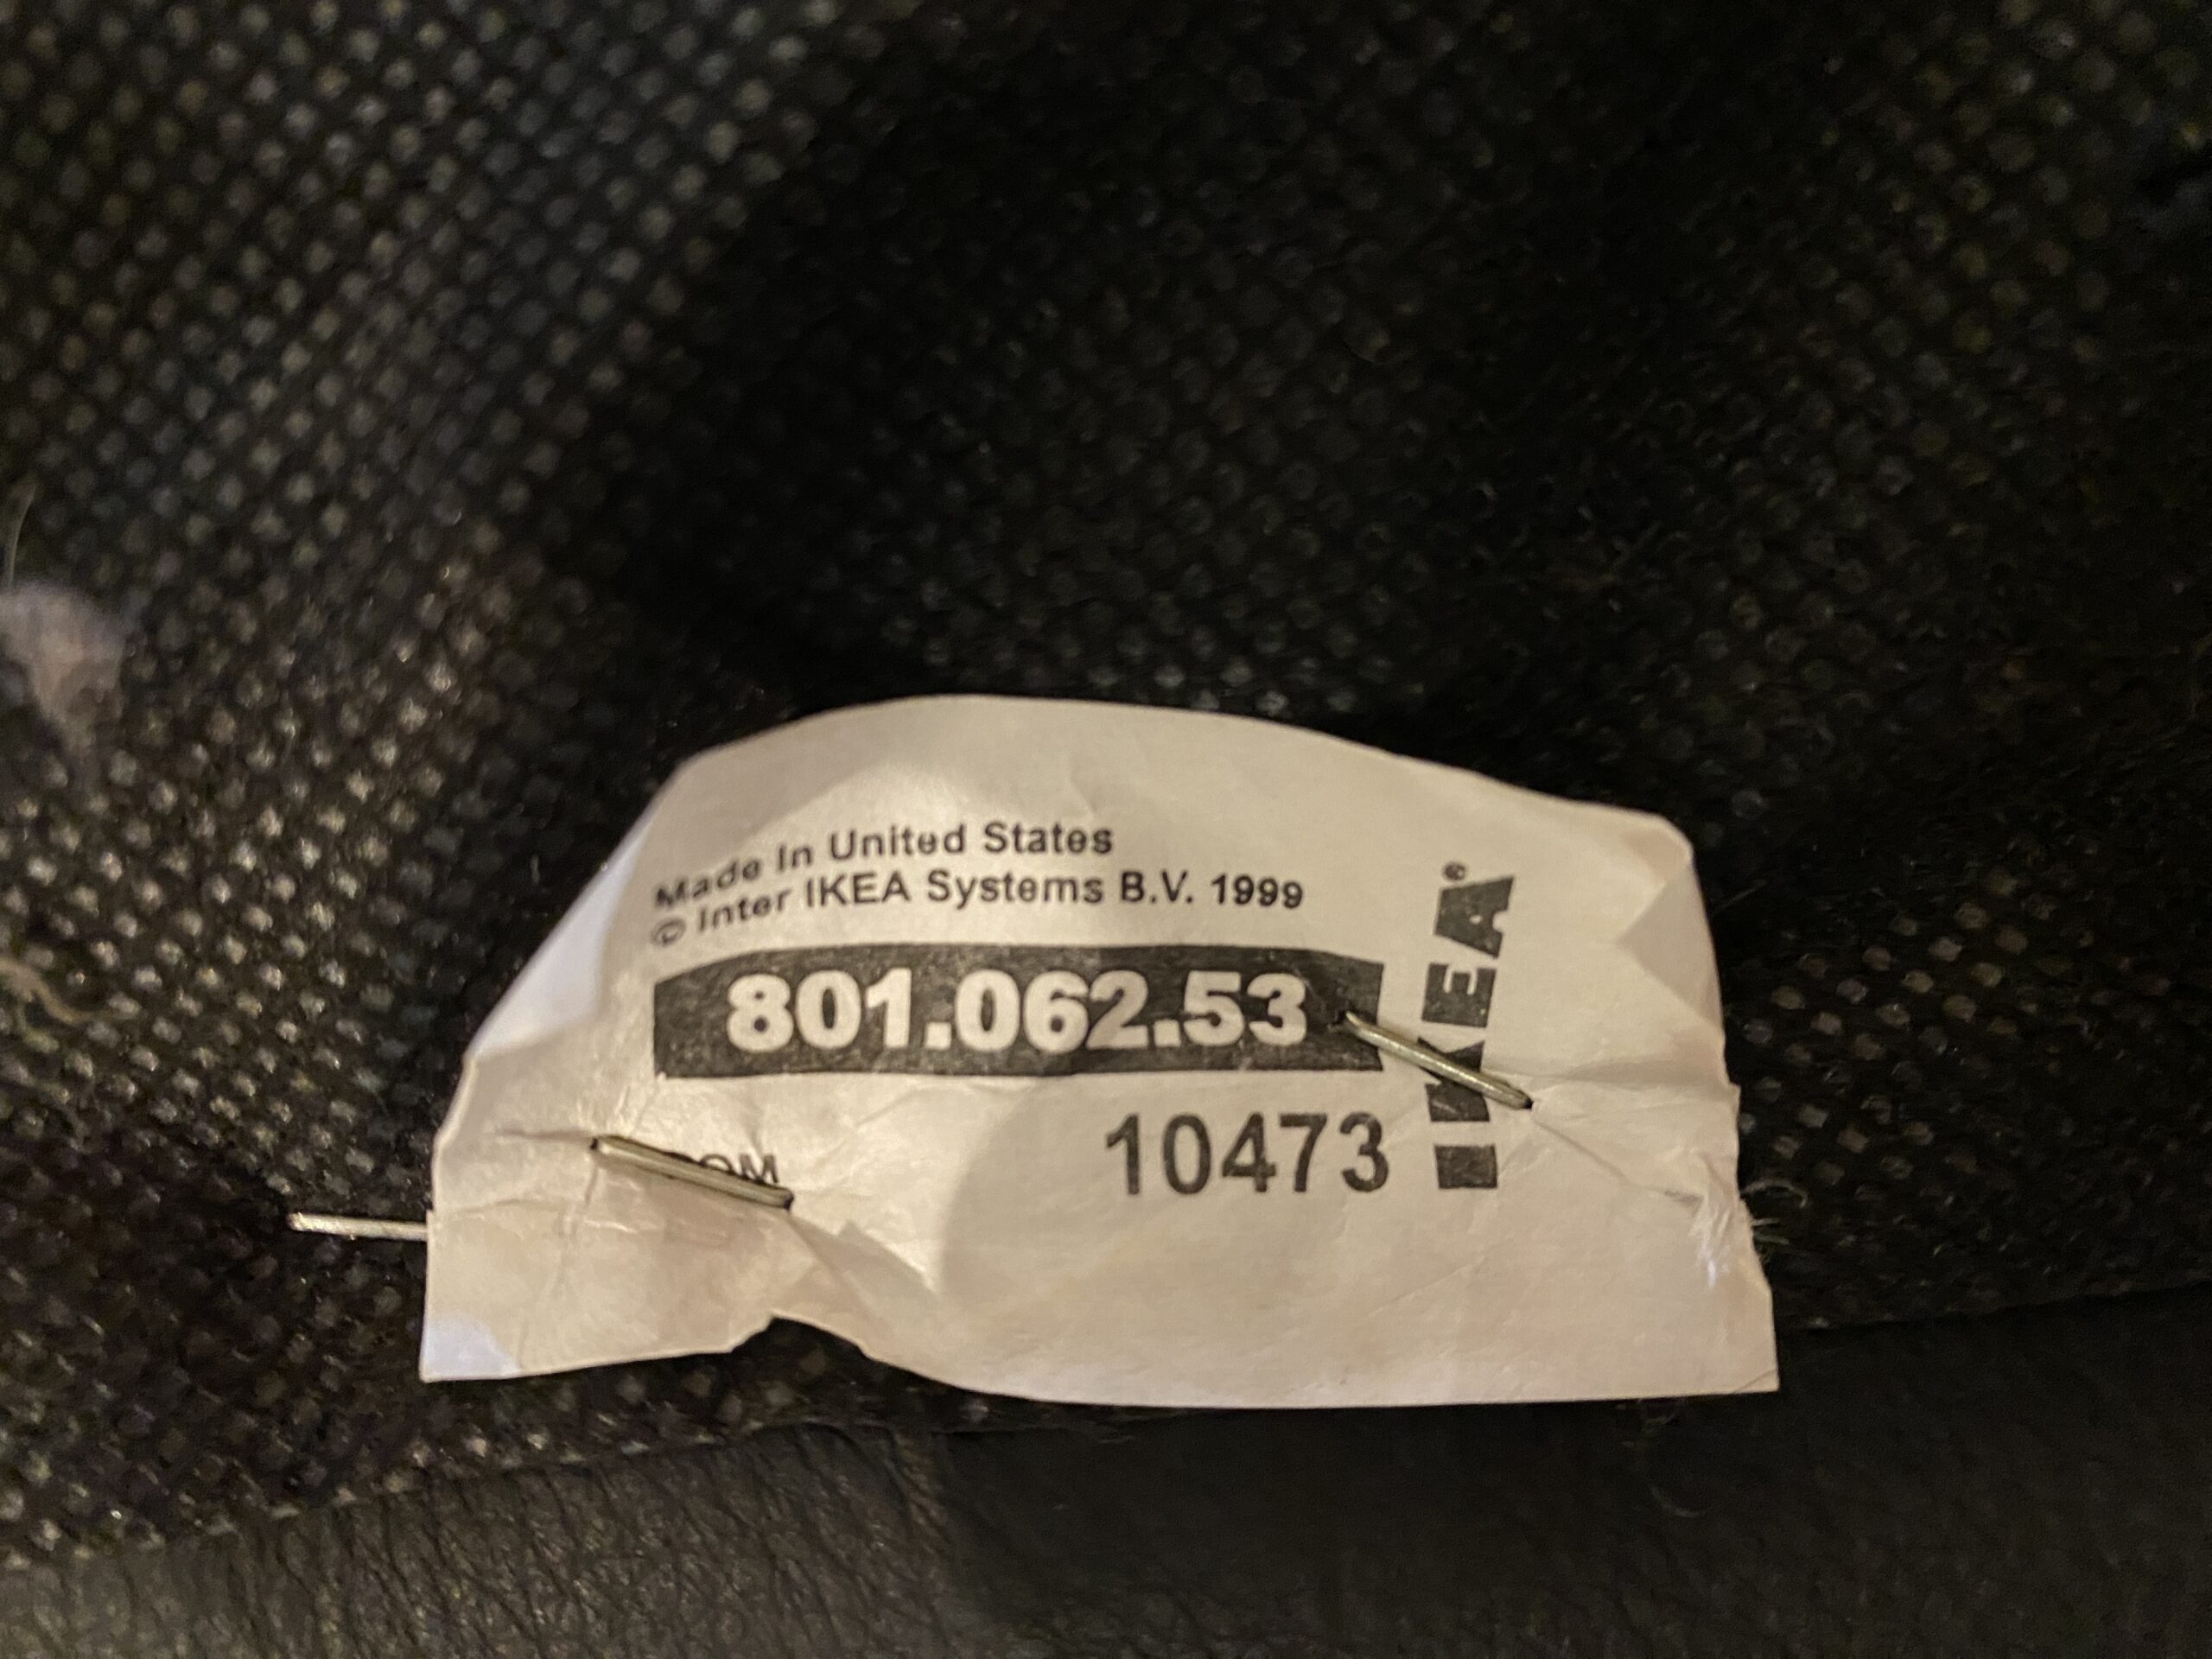 Made In United States
© Inter IKEA Systems B.V. 1999
801.062.53
10473
IKEA®